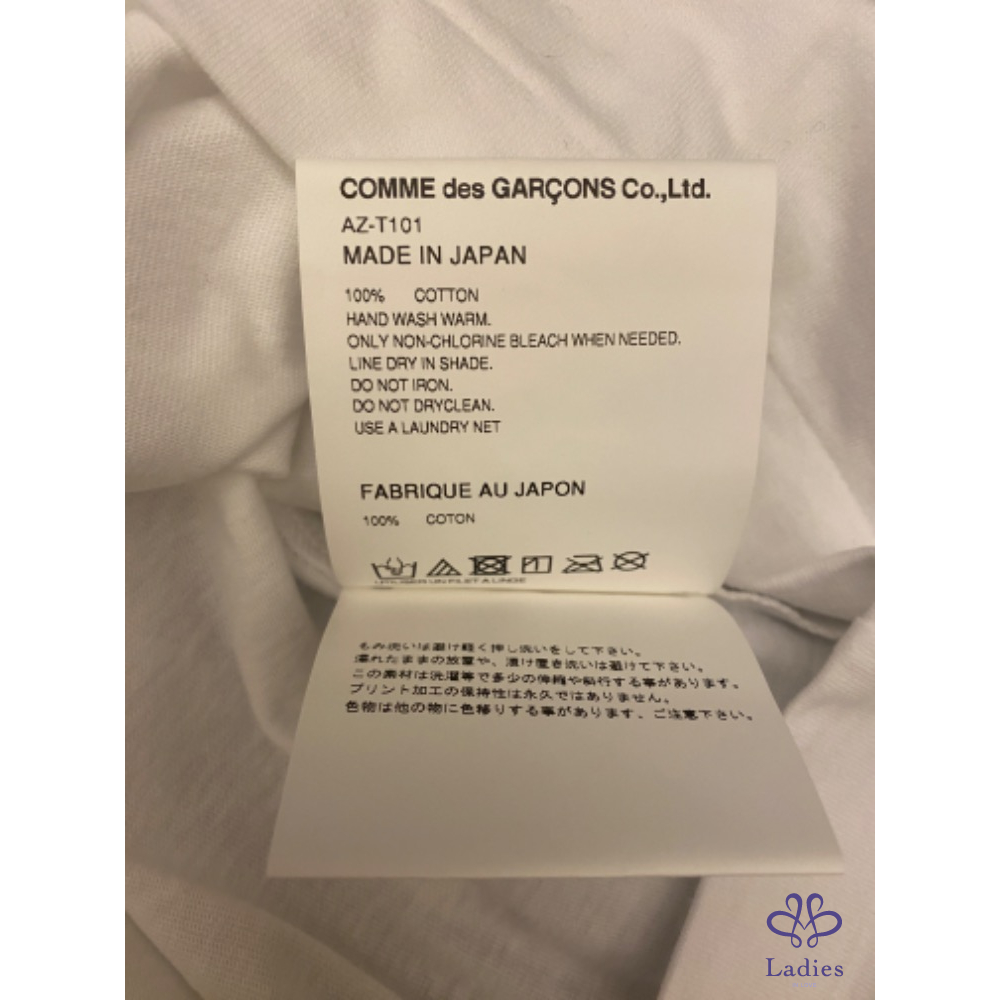 COMME des GARÇONS Co.,Ltd.
AZ-T101
MADE IN JAPAN
100% COTTON
HAND WASH WARM.
ONLY NON-CHLORINE BLEACH WHEN NEEDED.
LINE DRY IN SHADE.
DO NOT IRON.
DO NOT DRYCLEAN.
USE A LAUNDRY NET
FABRIQUE AU JAPON
100% COTON
UTILISER UN FILET A LINGE
もみ洗いは避け軽く押し洗いをして下さい。
濡れたままの放置や、漬け置き洗いは避けて下さい。
この素材は洗濯等で多少の伸縮や斜行する事があります。
プリント加工の保持性は永久ではありません。
色物は他の物に色移りする事があります、ご注意下さい。
Ladies